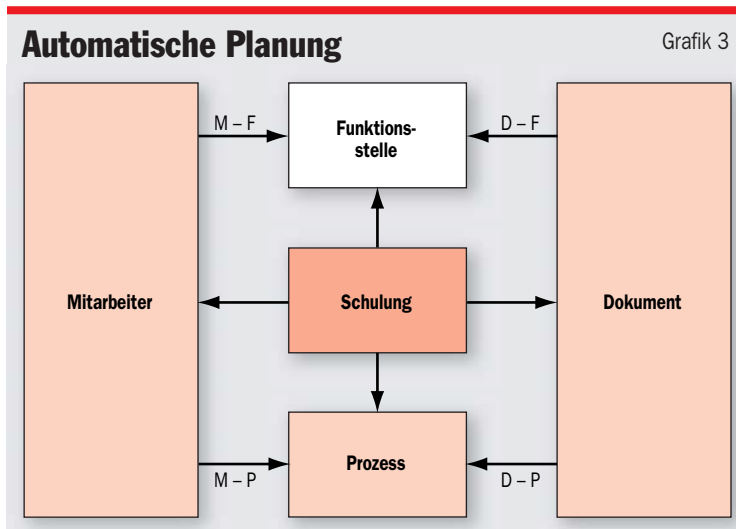 Automatische Planung
Grafik 3
M – F
Funktions-
stelle
D – F
Mitarbeiter
Schulung
Dokument
M – P
Prozess
D – P